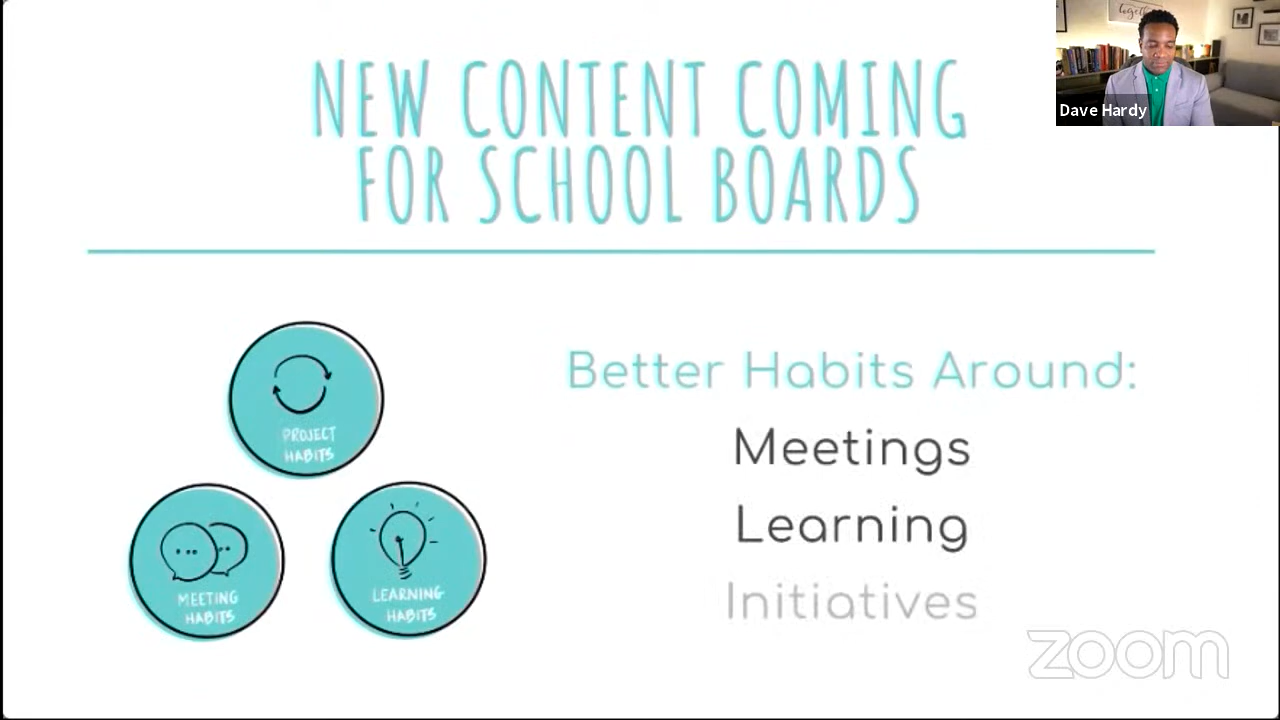 together
Dave Hardy
NEW CONTENT COMING
FOR SCHOOL BOARDS
PROJECT
HABITS
MEETING
HABITS
LEARNING
HABITS
Better Habits Around:
Meetings
Learning
Initiatives
zoom